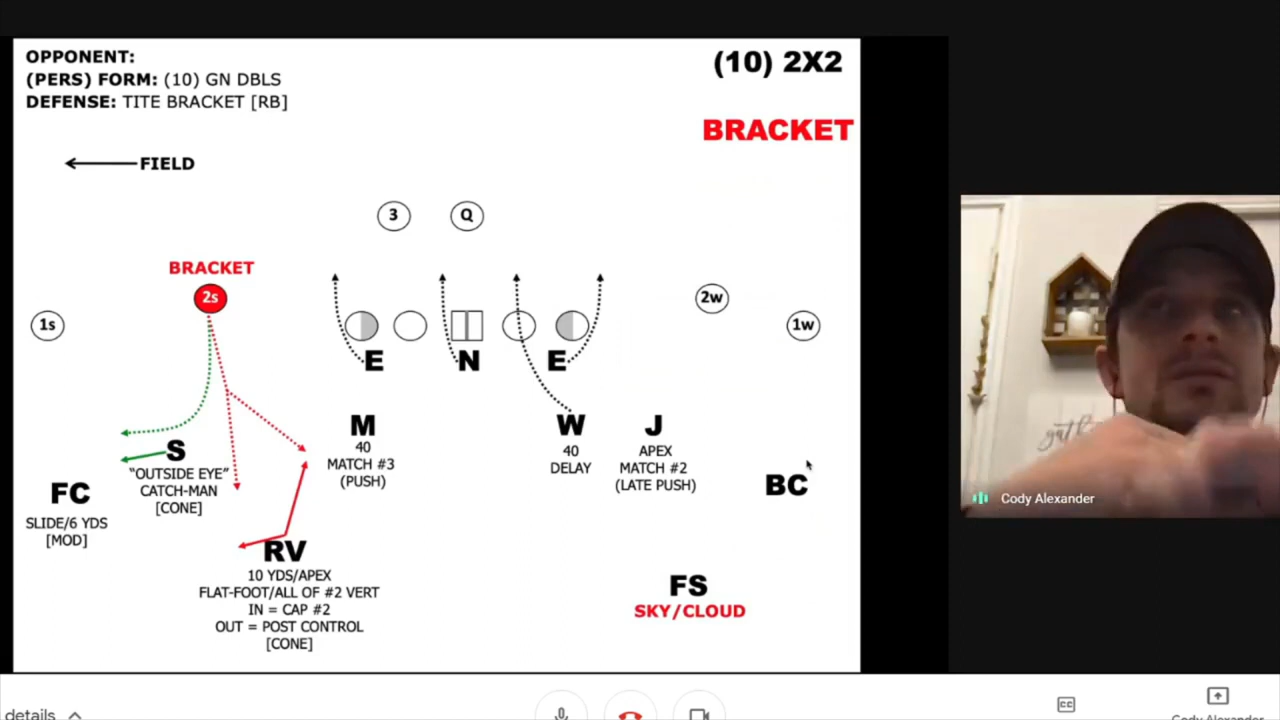 OPPONENT:
(PERS) FORM: (10) GN DBLS
DEFENSE: TITE BRACKET [RB]
(10) 2X2
BRACKET
FIELD
3
Q
BRACKET
2s
1s
2w
1w
E
N
E
M
40
MATCH #3
(PUSH)
W
40
DELAY
J
APEX
MATCH #2
(LATE PUSH)
S
"OUTSIDE EYE"
CATCH-MAN
[CONE]
FC
SLIDE/6 YDS
[MOD]
BC
RV
10 YDS/APEX
FLAT-FOOT/ALL OF #2 VERT
IN = CAP #2
OUT = POST CONTROL
[CONE]
FS
SKY/CLOUD
Cody Alexander
details
CC
Cody Alexander